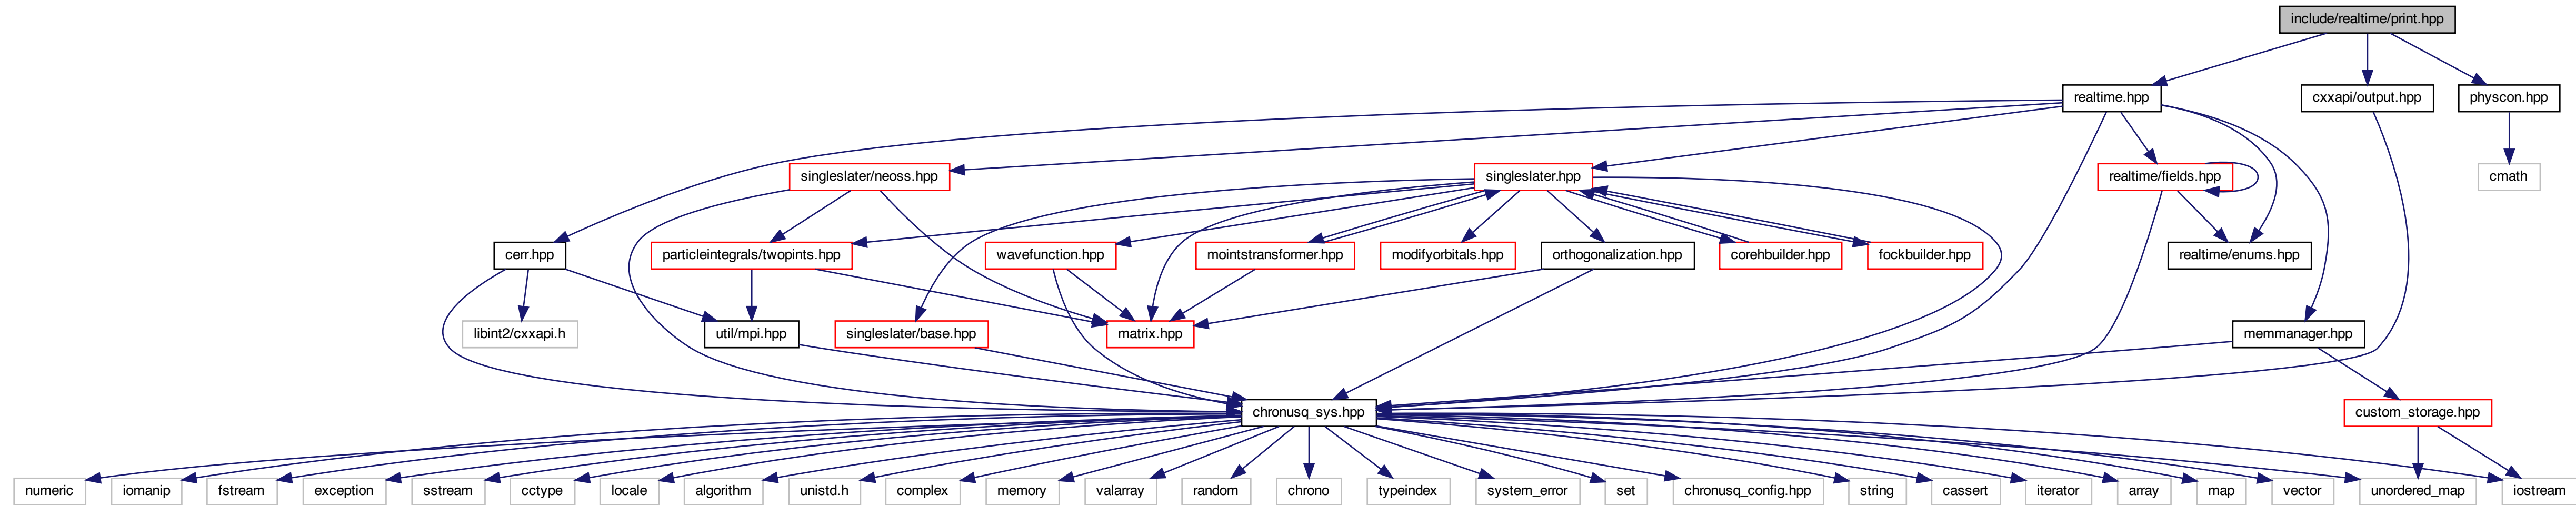 include/realtime/print.hpp
realtime.hpp
cxxapi/output.hpp
physcon.hpp
singleslater/neoss.hpp
singleslater.hpp
realtime/fields.hpp
cmath
cerr.hpp
particleintegrals/twopints.hpp
wavefunction.hpp
mointstransformer.hpp
modifyorbitals.hpp
orthogonalization.hpp
corehbuilder.hpp
fockbuilder.hpp
realtime/enums.hpp
libint2/cxxapi.h
util/mpi.hpp
singleslater/base.hpp
matrix.hpp
memmanager.hpp
chronusq_sys.hpp
custom_storage.hpp
numeric
iomanip
fstream
exception
sstream
cctype
locale
algorithm
unistd.h
complex
memory
valarray
random
chrono
typeindex
system_error
set
chronusq_config.hpp
string
cassert
iterator
array
map
vector
unordered_map
iostream